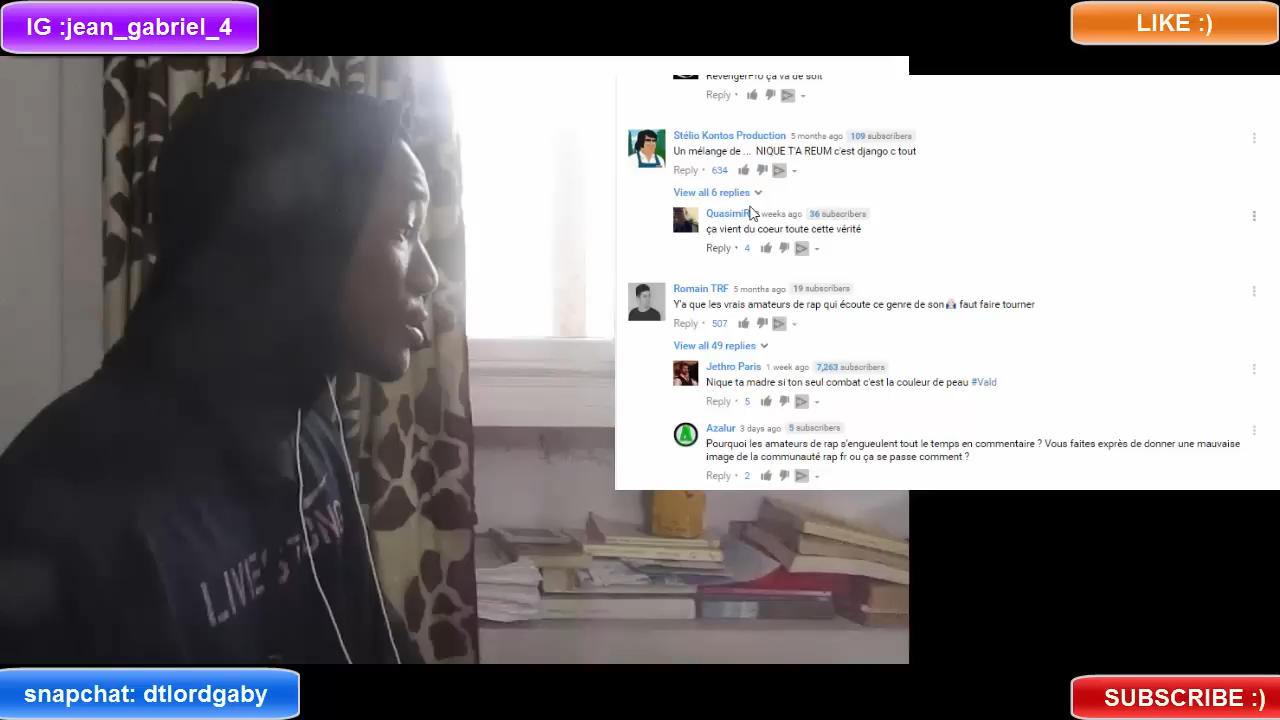 IG :jean_gabriel_4
LIKE :)
RevengerPro ça va de soit
Reply •
Stélio Kontos Production 5 months ago 109 subscribers
Un mélange de ... NIQUE T'A REUM c'est django c tout
Reply • 634
View all 6 replies
QuasimiR weeks ago 36 subscribers
ça vient du coeur toute cette vérité
Reply • 4
Romain TRF 5 months ago 19 subscribers
Y'a que les vrais amateurs de rap qui écoute ce genre de son faut faire tourner
Reply • 507
View all 49 replies
Jethro Paris 1 week ago 7,263 subscribers
Nique ta madre si ton seul combat c'est la couleur de peau #Vald
Reply • 5
Azalur 3 days ago 5 subscribers
Pourquoi les amateurs de rap s'engueulent tout le temps en commentaire ? Vous faites exprès de donner une mauvaise
image de la communauté rap fr ou ça se passe comment ?
Reply • 2
snapchat: dtlordgaby
SUBSCRIBE :)